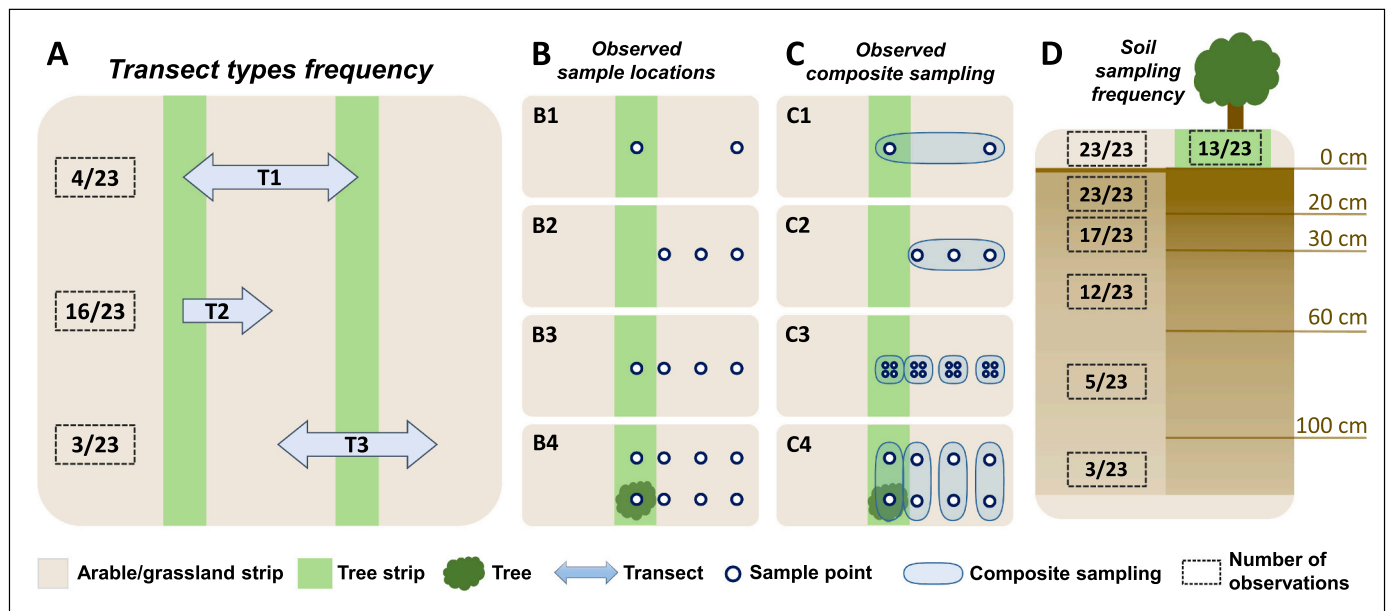 A
Transect types frequency
4/23
T1
16/23
T2
3/23
T3
B
Observed
sample locations
B1
B2
B3
B4
C
Observed
composite sampling
C1
C2
C3
C4
D
Soil
sampling
frequency
23/23
13/23
0 cm
23/23
20 cm
17/23
30 cm
12/23
60 cm
5/23
100 cm
3/23
Arable/grassland strip
Tree strip
Tree
Transect
Sample point
Composite sampling
Number of
observations